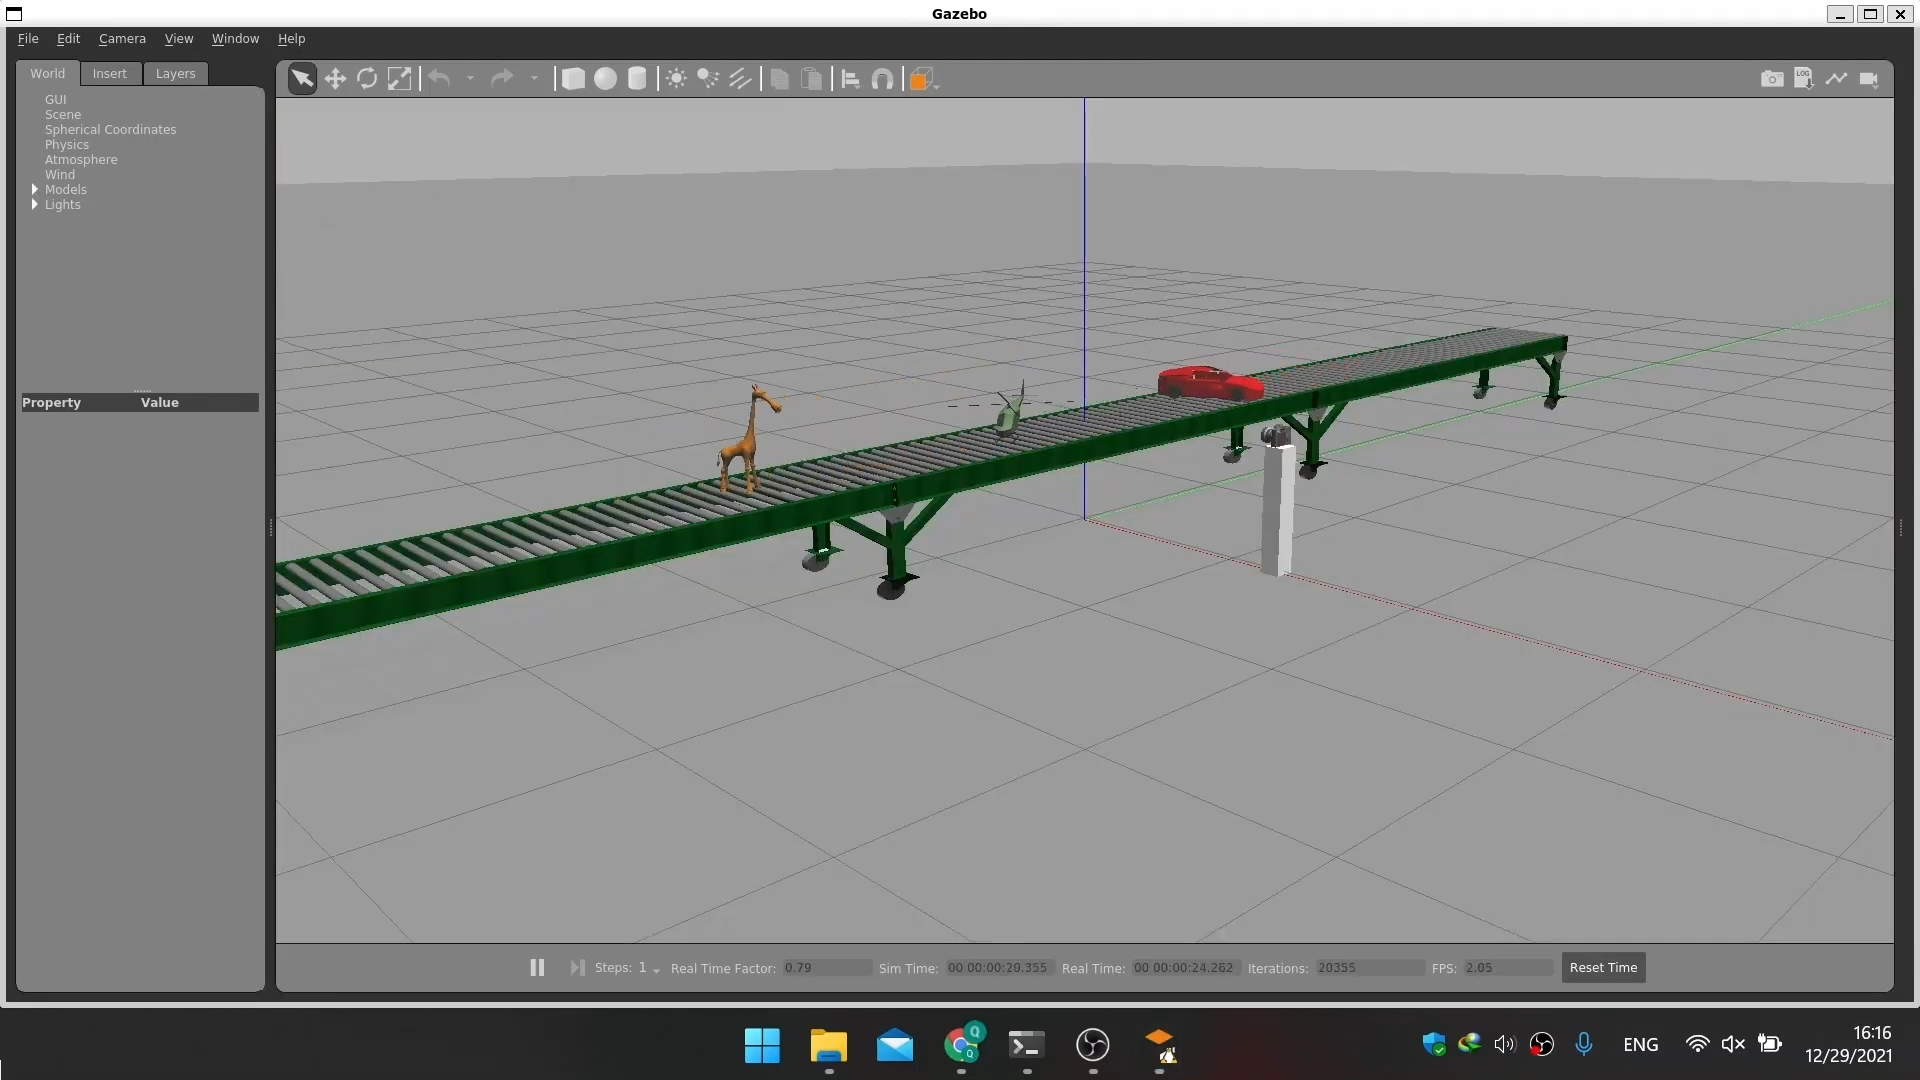 Gazebo
File Edit Camera View Window Help
World Insert Layers
GUI
Scene
Spherical Coordinates
Physics
Atmosphere
Wind
Models
Lights
Property Value
LOG
Steps: 1 Real Time Factor: 0.79 Sim Time: 00 00:00:20.355 Real Time: 00 00:00:24.262 Iterations: 20355 FPS: 2.05 Reset Time
Q
Q
ENG
16:16
12/29/2021